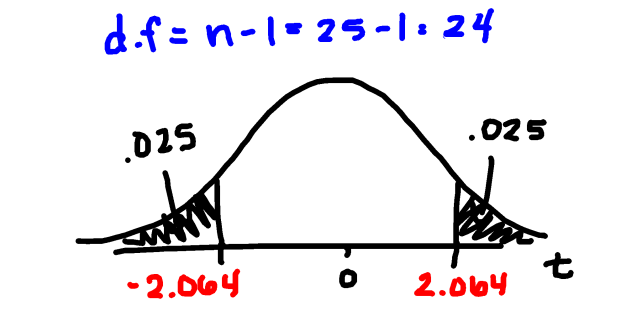 d.f = n - 1 = 25 - 1 = 24
.025 .025
-2.064 0 2.064 t